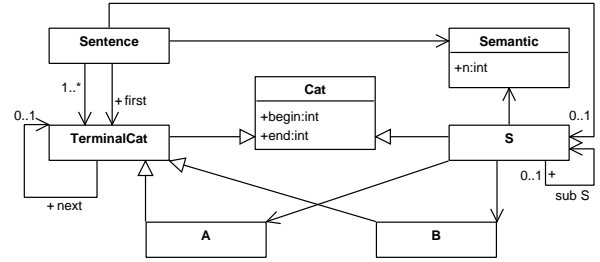 Sentence
Semantic
+n:int
1..*
+ first
Cat
+begin:int
+end:int
0..1
0..1
TerminalCat
S
0..1
+
sub S
+ next
A
B